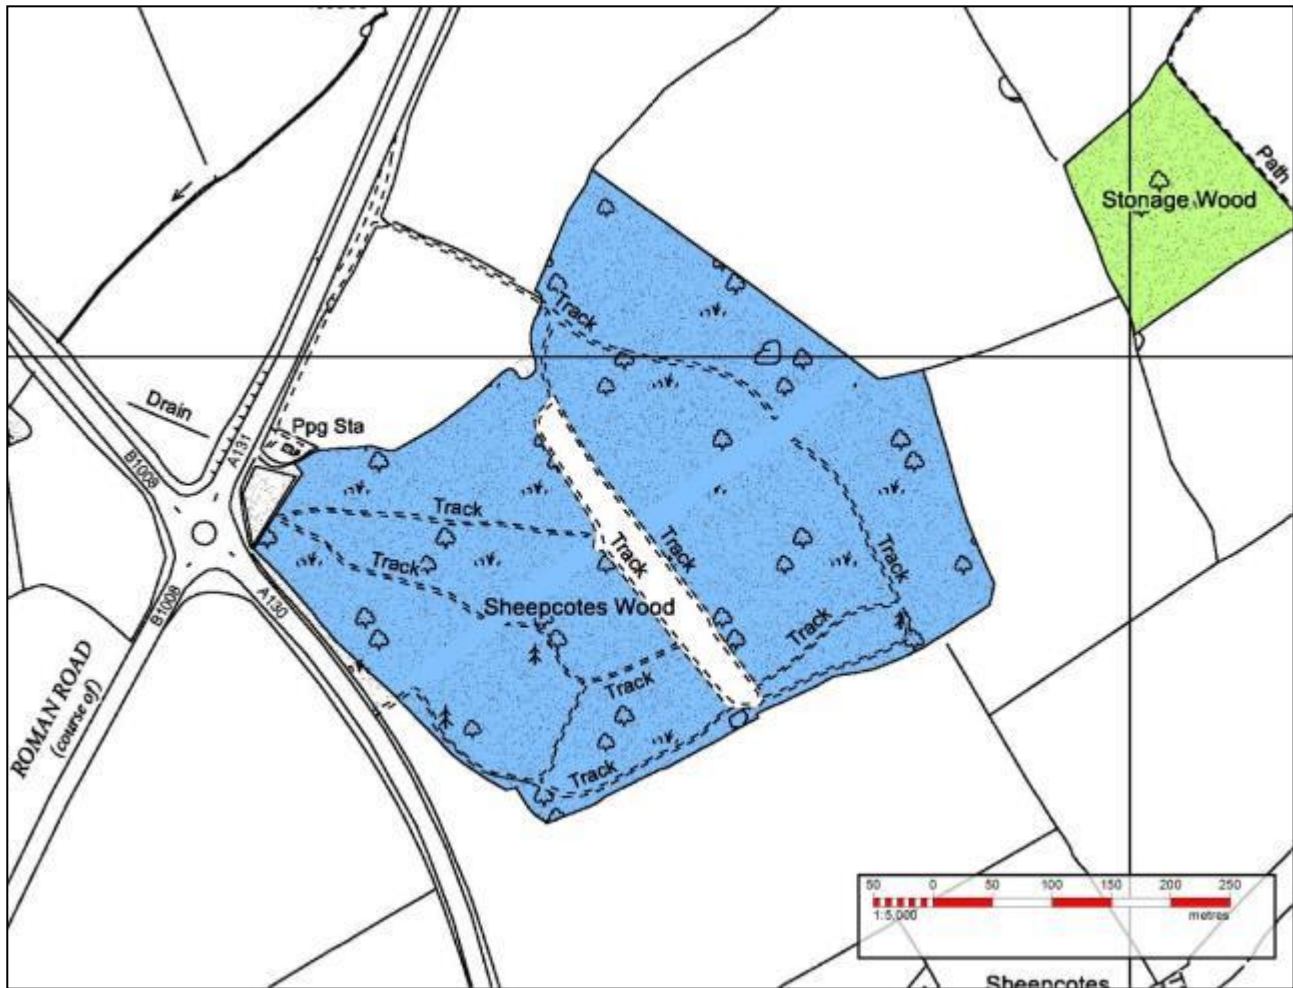 Path
Stonage Wood
Track
Drain
Ppg Sta
B1008
A131
Track
Track
Track
Track
Track
Sheepcotes Wood
Track
Track
B1008
A130
ROMAN ROAD
(course of)
Track
50 0 50 100 150 200 250
1:5,000 metres
Sheepcotes